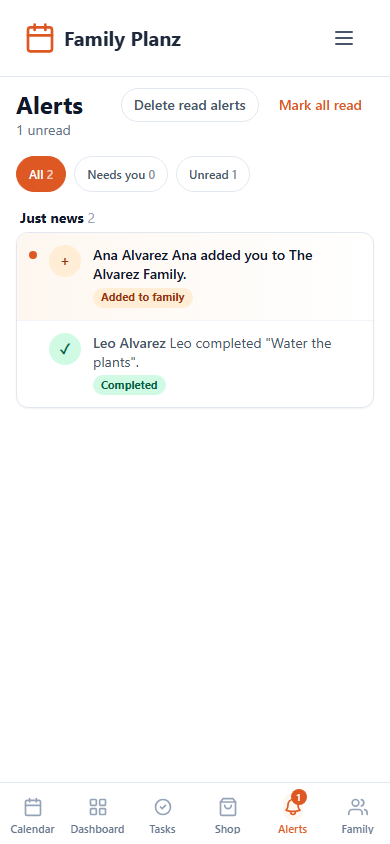 Family Planz
Alerts
Delete read alerts
Mark all read
1 unread
All 2
Needs you 0
Unread 1
Just news 2
+
Ana Alvarez Ana added you to The
Alvarez Family.
Added to family
✓
Leo Alvarez Leo completed "Water the
plants".
Completed
1
Calendar
Dashboard
Tasks
Shop
Alerts
Family